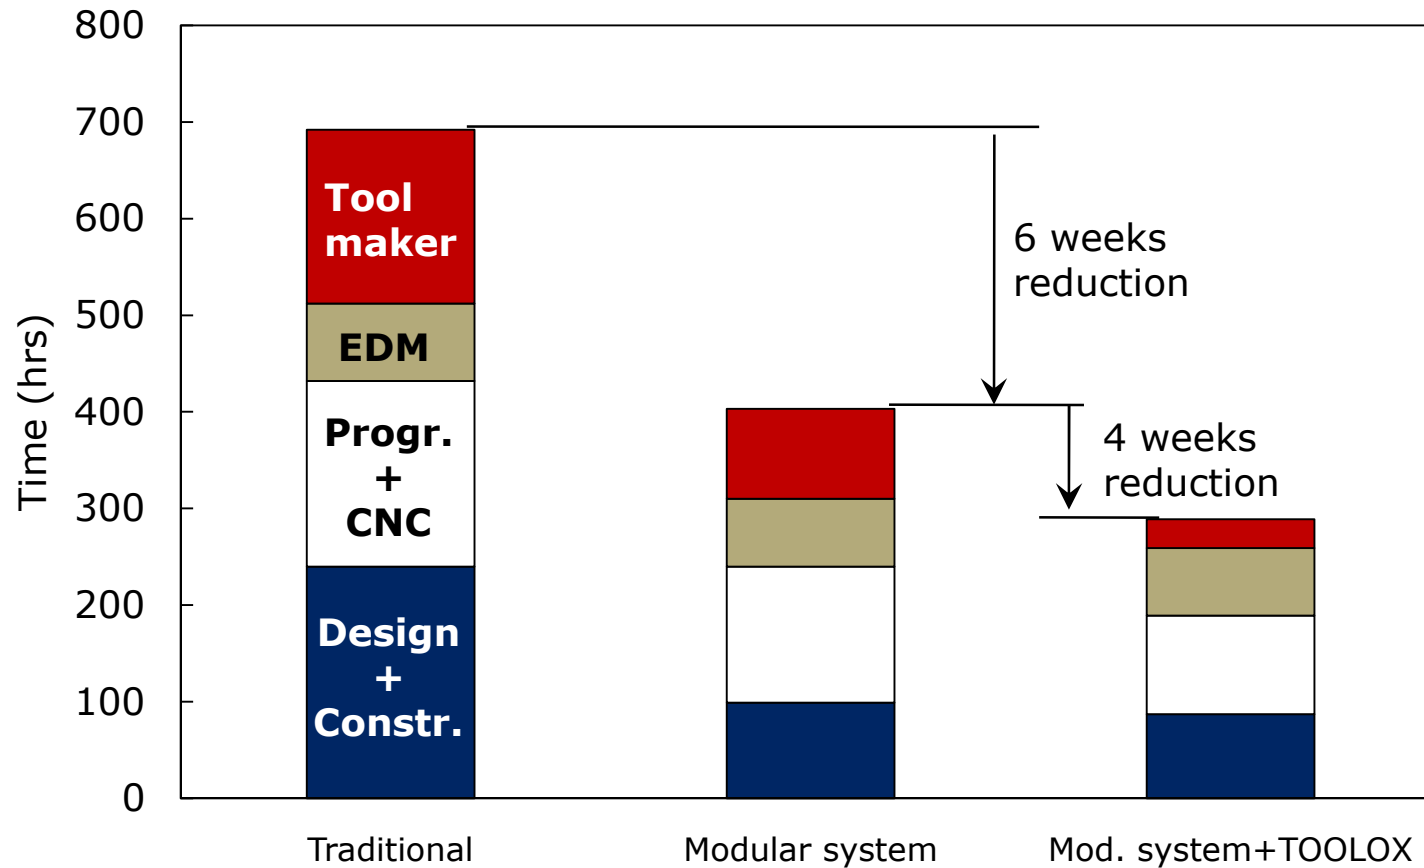 800
700
600
500
400
300
200
100
0
Time (hrs)
Tool
maker
EDM
Progr.
+
CNC
Design
+
Constr.
6 weeks
reduction
4 weeks
reduction
Traditional
Modular system
Mod. system+TOOLOX